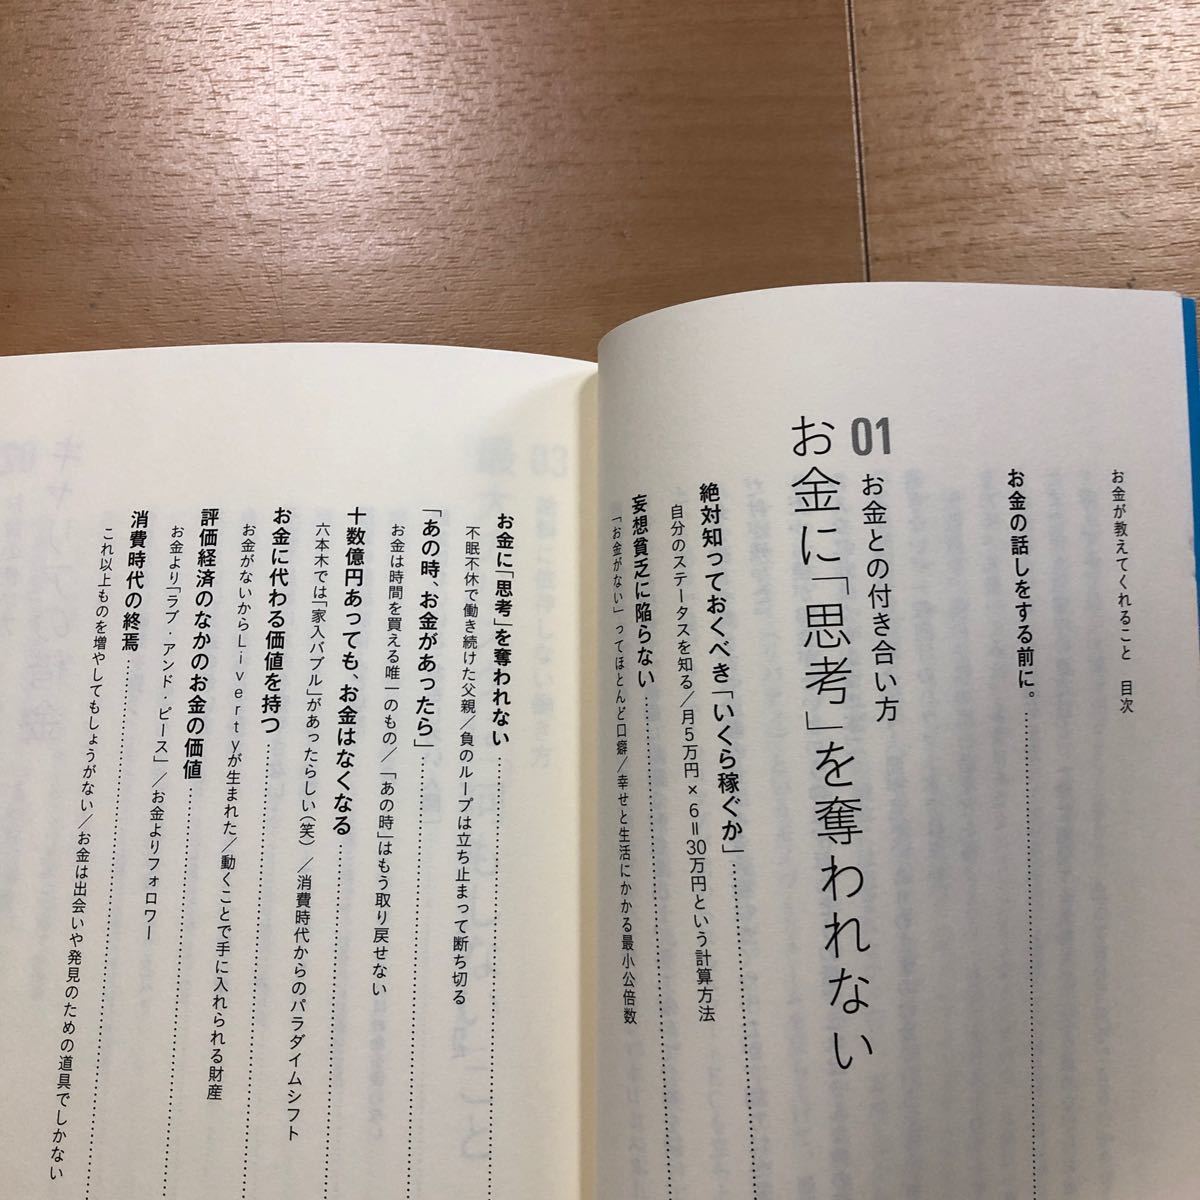 お金が教えてくれること 目次
お金の話しをする前に。
01 お金との付き合い方
お金に「思考」を奪われない
絶対知っておくべき「いくら稼ぐか」
自分のステータスを知る／月5万円×6＝30万円という計算方法
妄想貧乏に陥らない
「お金がない」ってほとんど口癖／幸せと生活にかかる最小公倍数
お金に「思考」を奪われない
不眠不休で働き続けた父親／負のループは立ち止まって断ち切る
「あの時、お金があったら」
お金は時間を買える唯一のもの／「あの時」はもう取り戻せない
十数億円あっても、お金はなくなる
六本木では「家入バブル」があったらしい（笑）／消費時代からのパラダイムシフト
お金に代わる価値を持つ
お金がないからLivertyが生まれた／動くことで手に入れられる財産
評価経済のなかのお金の価値
お金より「ラブ・アンド・ピース」／お金よりフォロワー
消費時代の終焉
これ以上ものを増やしてもしょうがない／お金は出会いや発見のための道具でしかない